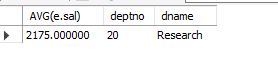 AVG(e.sal) deptno dname
2175.000000 20 Research